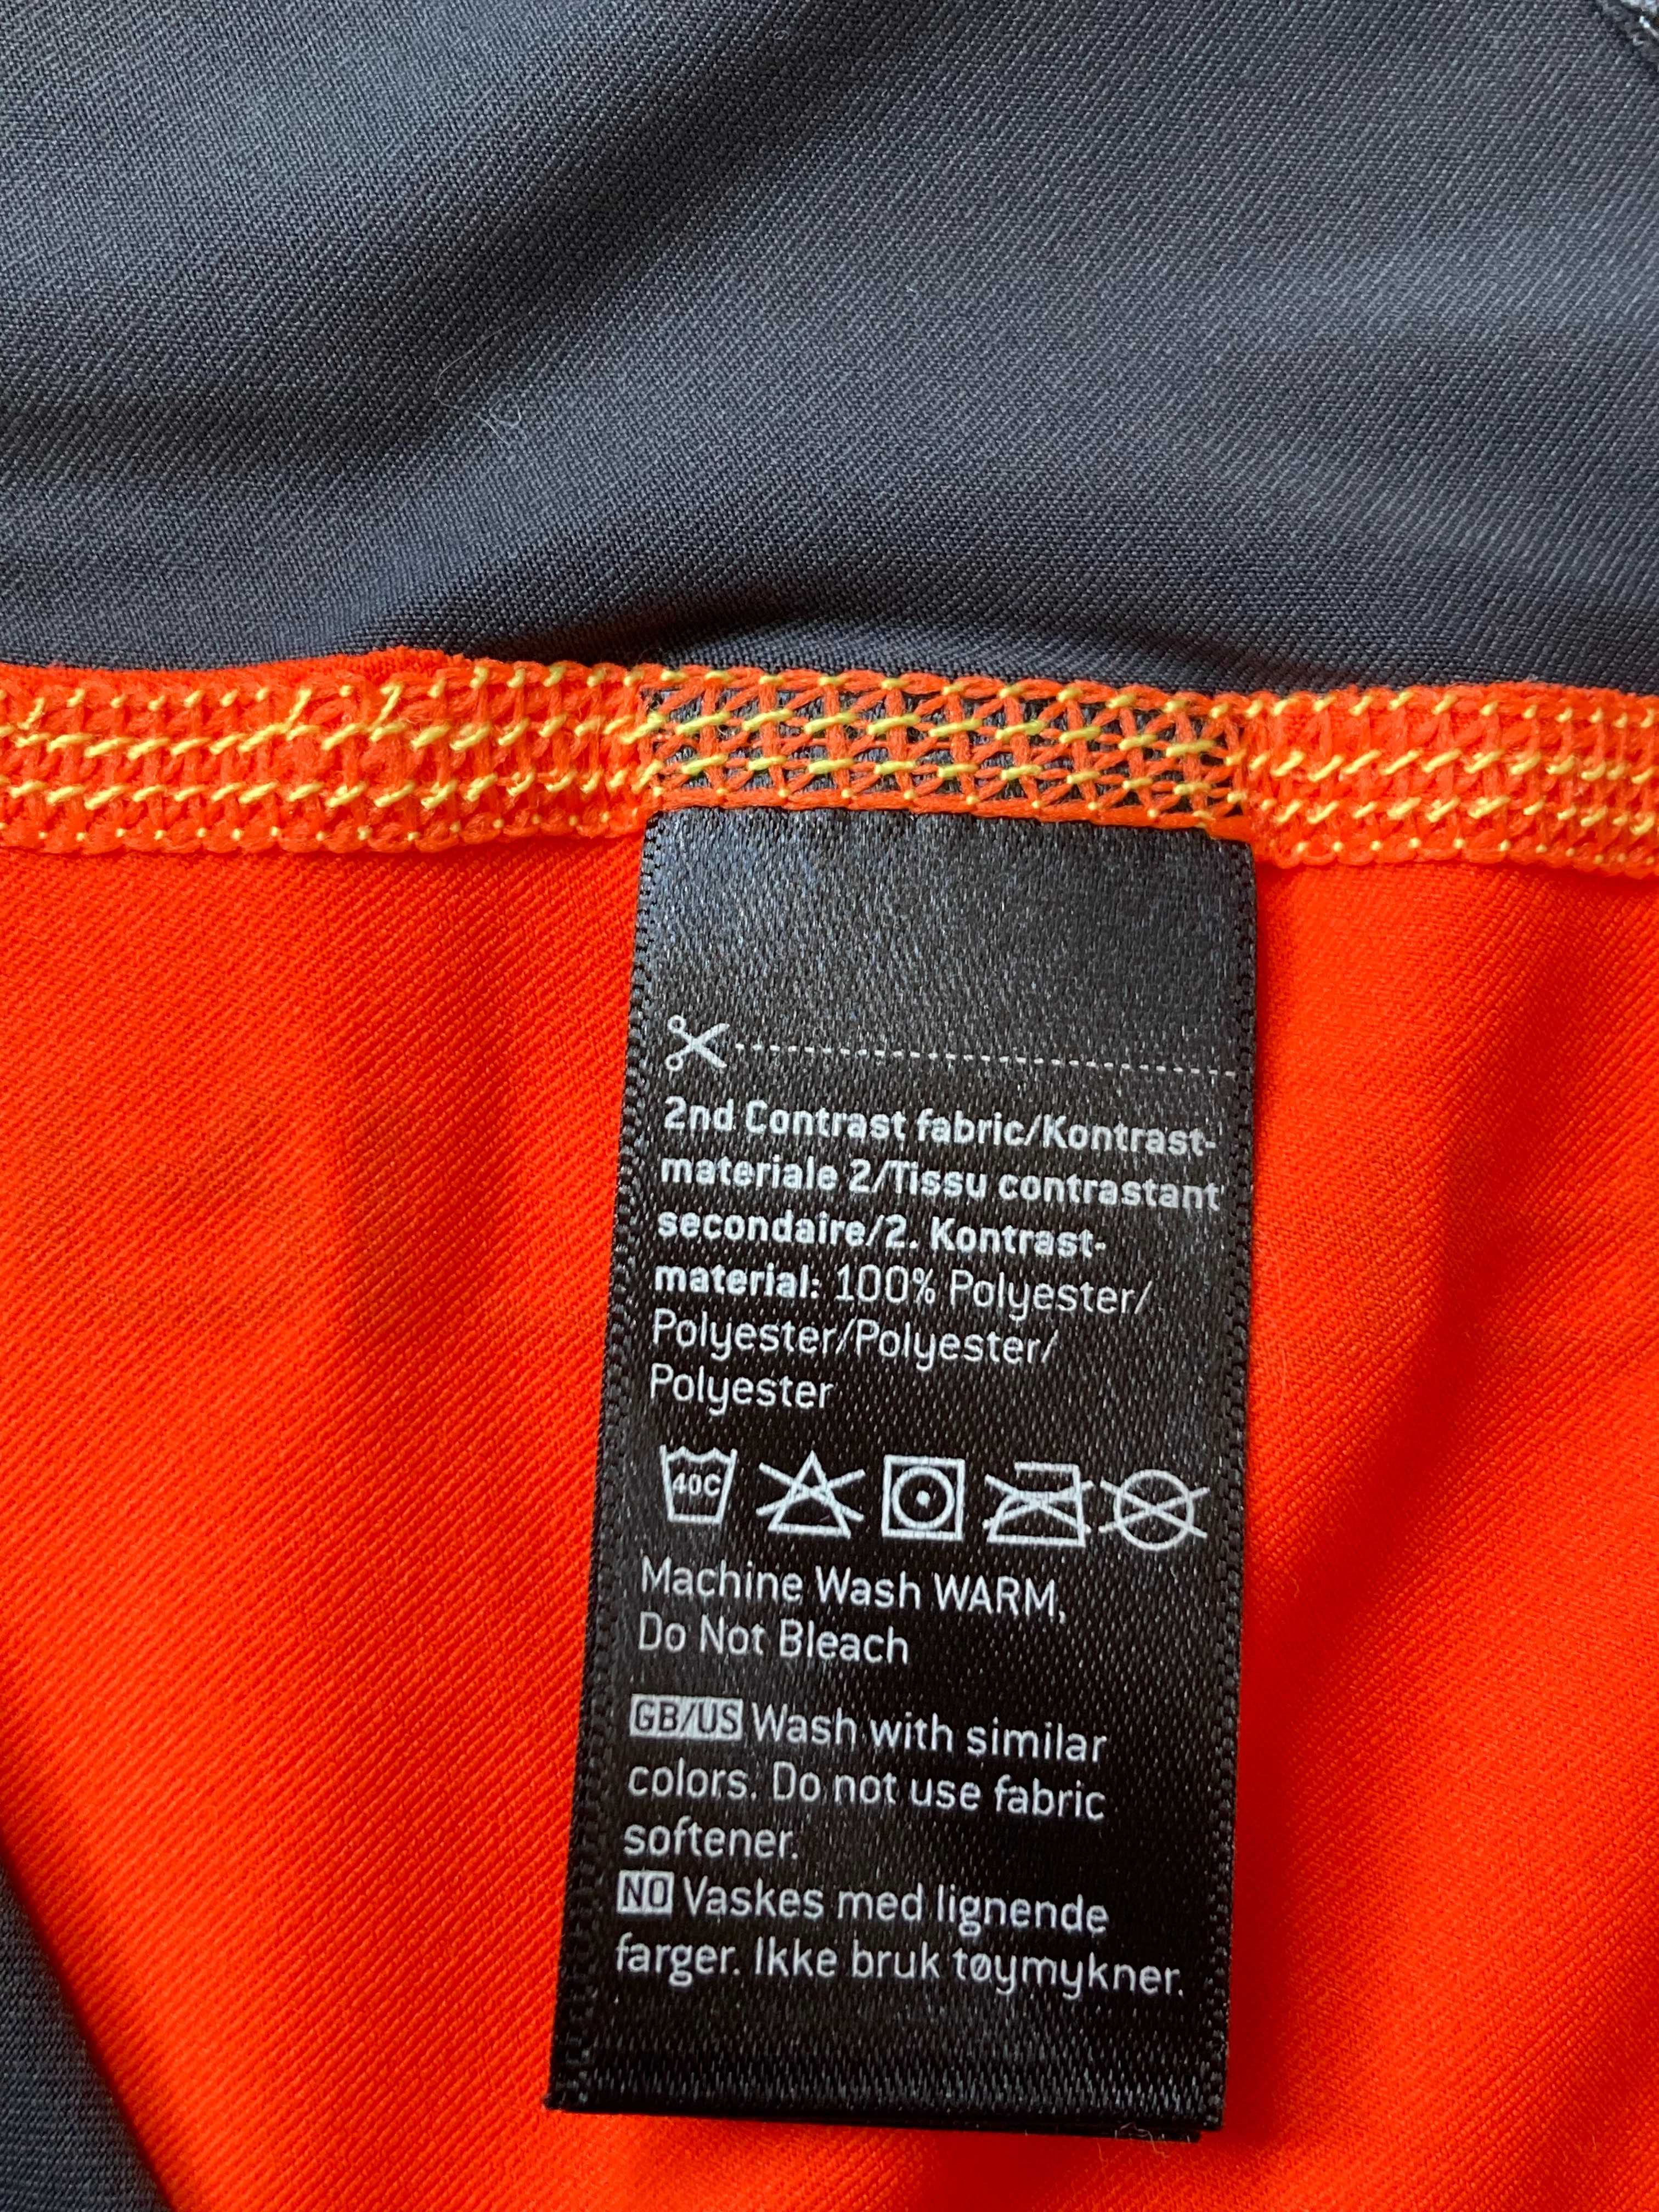 2nd Contrast fabric/Kontrast-
materiale 2/Tissu contrastant
secondaire/2. Kontrast-
material: 100% Polyester/
Polyester/Polyester/
Polyester
40C
Machine Wash WARM,
Do Not Bleach
GB/US Wash with similar
colors. Do not use fabric
softener.
NO Vaskes med lignende
farger. Ikke bruk tøymykner.